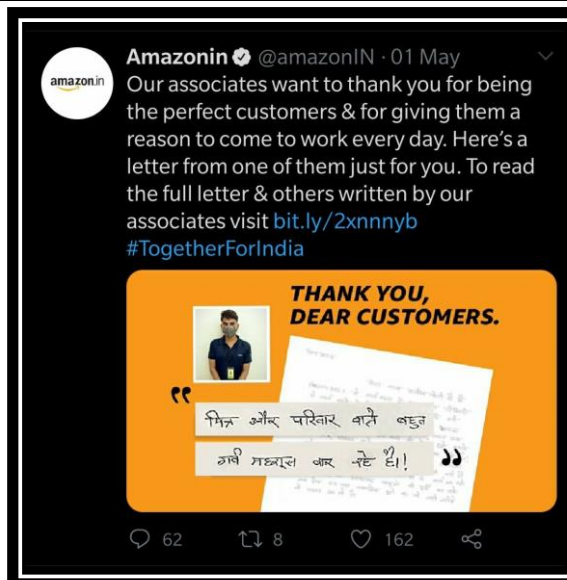 amazon.in
Amazonin @amazonIN · 01 May
Our associates want to thank you for being
the perfect customers & for giving them a
reason to come to work every day. Here's a
letter from one of them just for you. To read
the full letter & others written by our
associates visit bit.ly/2xnnnyb
#TogetherForIndia
THANK YOU,
DEAR CUSTOMERS.
“
मित्र और परिवार वाले बहुत
गर्व महसूस कर रहे हैं!
”
62 8 162